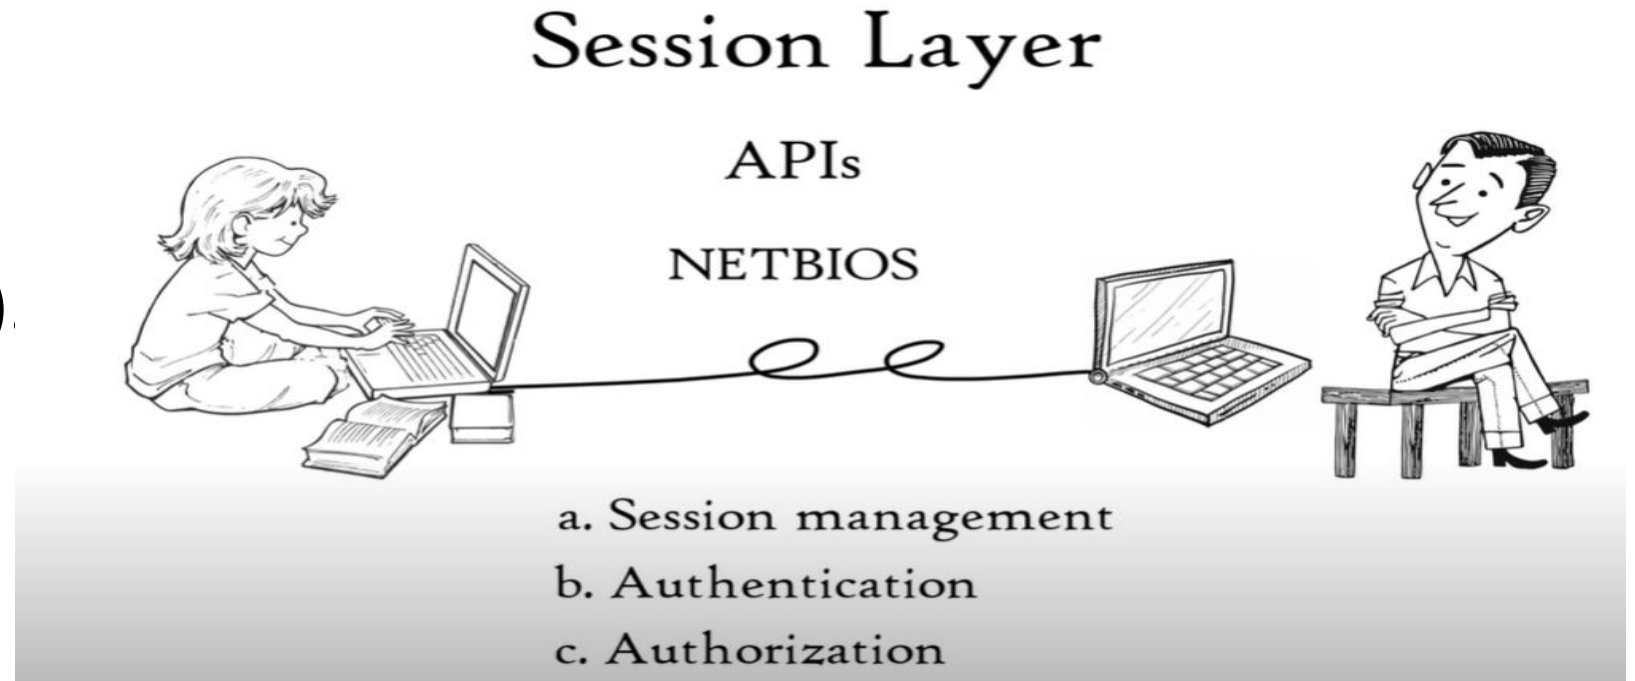 Session Layer
APIs
NETBIOS
).
a. Session management
b. Authentication
c. Authorization